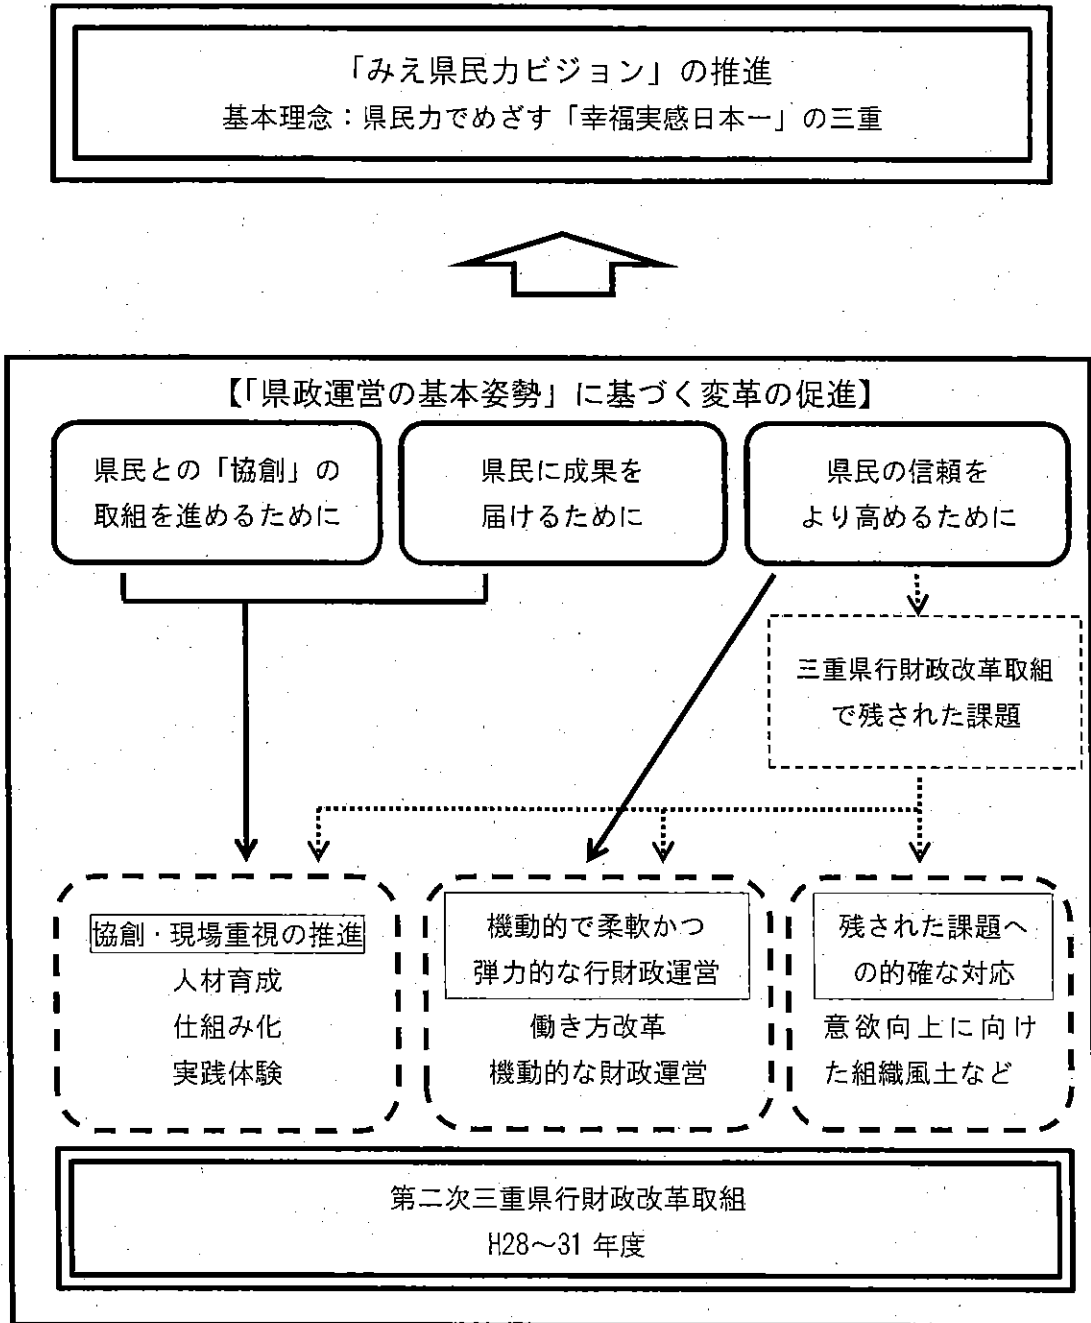 「みえ県民力ビジョン」の推進
基本理念：県民力でめざす「幸福実感日本一」の三重
【「県政運営の基本姿勢」に基づく変革の促進】
県民との「協創」の
取組を進めるために
県民に成果を
届けるために
県民の信頼を
より高めるために
三重県行財政改革取組
で残された課題
協創・現場重視の推進
人材育成
仕組み化
実践体験
機動的で柔軟かつ
弾力的な行財政運営
働き方改革
機動的な財政運営
残された課題へ
の的確な対応
意欲向上に向け
た組織風土など
第二次三重県行財政改革取組
H28～31 年度